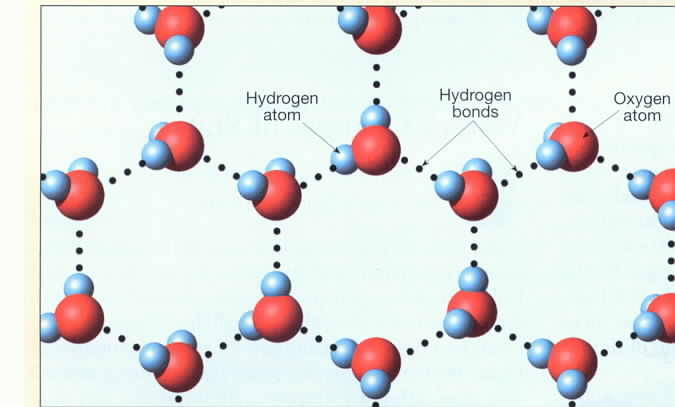 Hydrogen
atom
Hydrogen
bonds
Oxygen
atom